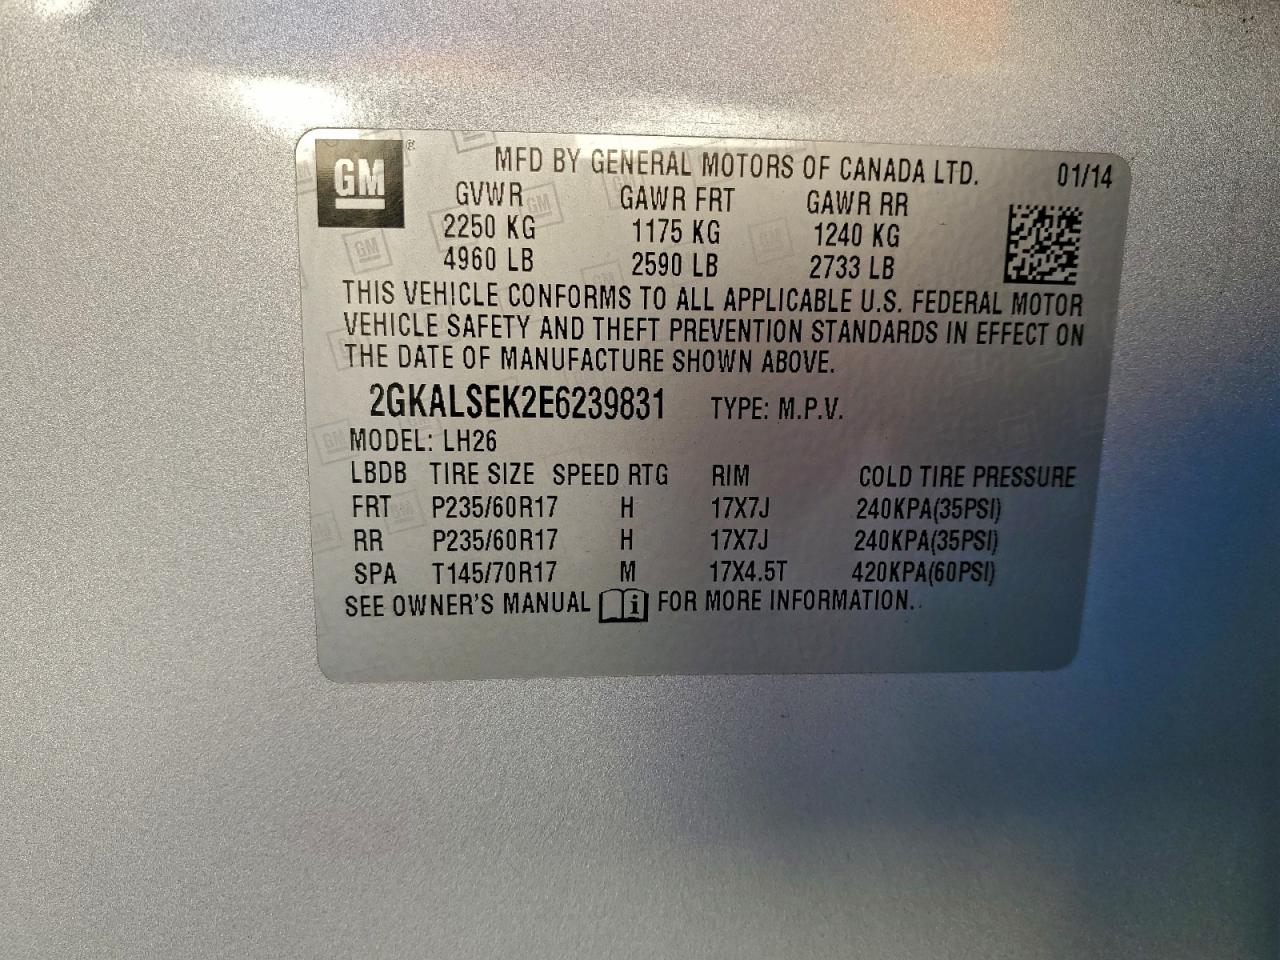 GM ® MFD BY GENERAL MOTORS OF CANADA LTD. 01/14
GVWR GAWR FRT GAWR RR
2250 KG 1175 KG 1240 KG
4960 LB 2590 LB 2733 LB
THIS VEHICLE CONFORMS TO ALL APPLICABLE U.S. FEDERAL MOTOR
VEHICLE SAFETY AND THEFT PREVENTION STANDARDS IN EFFECT ON
THE DATE OF MANUFACTURE SHOWN ABOVE.
2GKALSEK2E6239831 TYPE: M.P.V.
MODEL: LH26
LBDB TIRE SIZE SPEED RTG RIM COLD TIRE PRESSURE
FRT P235/60R17 H 17X7J 240KPA(35PSI)
RR P235/60R17 H 17X7J 240KPA(35PSI)
SPA T145/70R17 M 17X4.5T 420KPA(60PSI)
SEE OWNER'S MANUAL i FOR MORE INFORMATION.